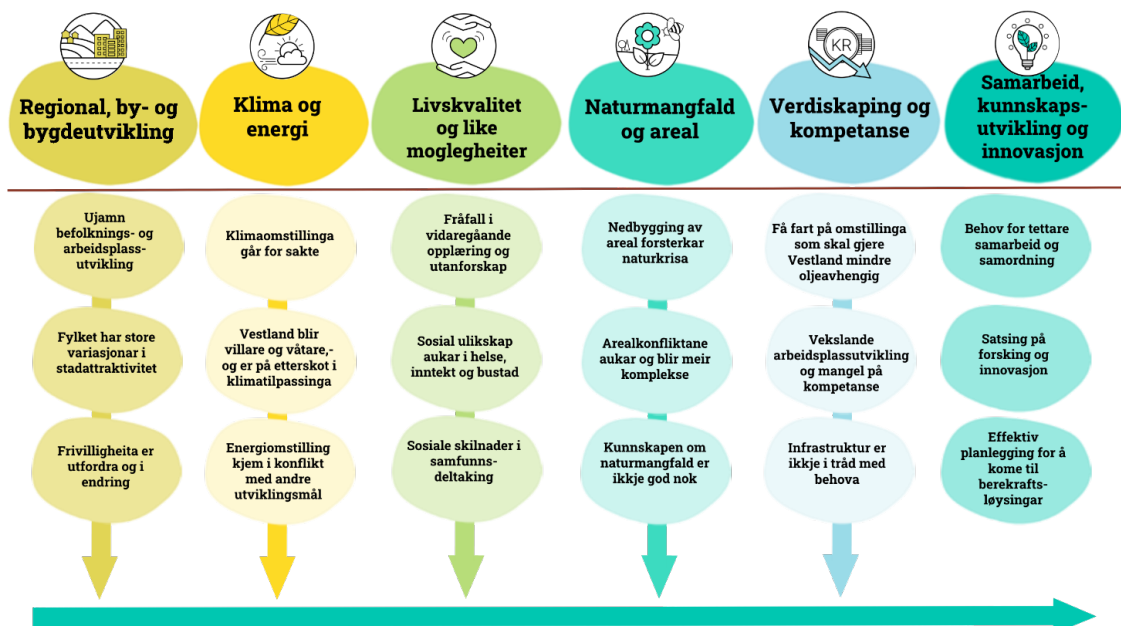 Regional, by- og
bygdeutvikling
Ujamn
befolknings- og
arbeidsplass-
utvikling
Fylket har store
variasjonar i
stadattraktivitet
Frivilligheita er
utfordra og i
endring
Klima og
energi
Klimaomstillinga
går for sakte
Vestland blir
villare og våtare,-
og er på etterskot i
klimatilpassinga
Energiomstilling
kjem i konflikt
med andre
utviklingsmål
Livskvalitet
og like
moglegheiter
Fråfall i
vidaregåande
opplæring og
utanforskap
Sosial ulikskap
aukar i helse,
inntekt og bustad
Sosiale skilnader i
samfunns-
deltaking
Naturmangfald
og areal
Nedbygging av
areal forsterkar
naturkrisa
Arealkonfliktane
aukar og blir meir
komplekse
Kunnskapen om
naturmangfald er
ikkje god nok
KR
Verdiskaping og
kompetanse
Få fart på omstillinga
som skal gjere
Vestland mindre
oljeavhengig
Vekslande
arbeidsplassutvikling
og mangel på
kompetanse
Infrastruktur er
ikkje i tråd med
behova
Samarbeid,
kunnskaps-
utvikling og
innovasjon
Behov for tettare
samarbeid og
samordning
Satsing på
forsking og
innovasjon
Effektiv
planlegging for å
kome til
berekrafts-
løysingar